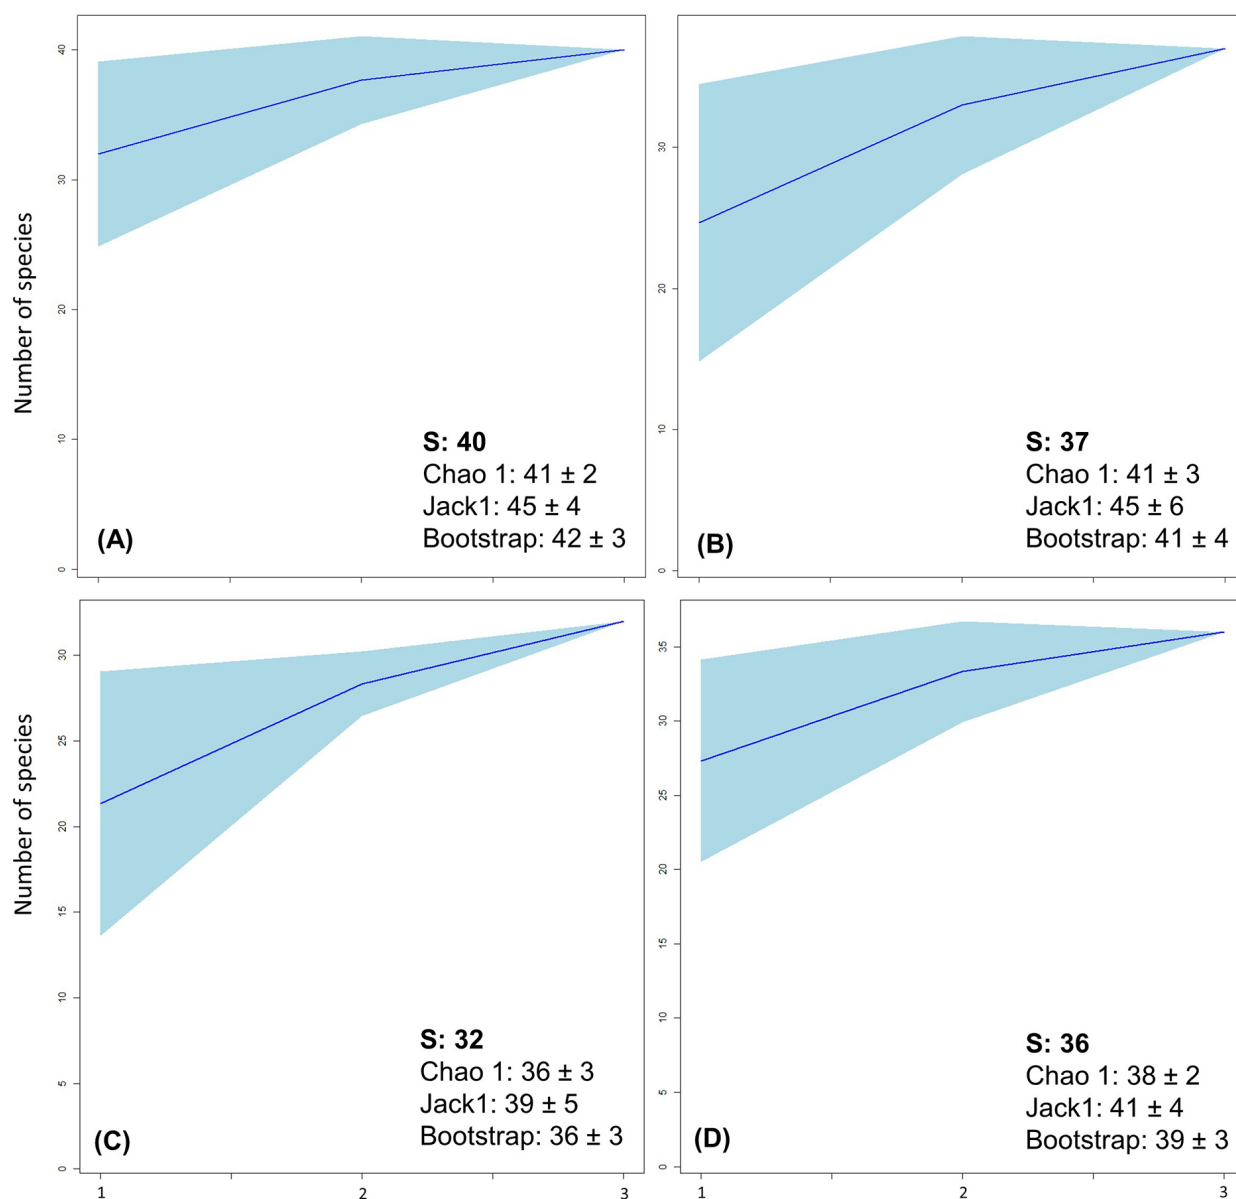 Number of species
40
30
20
10
0
S: 40
Chao 1: 41 ± 2
Jack1: 45 ± 4
Bootstrap: 42 ± 3
(A)
30
20
10
0
S: 37
Chao 1: 41 ± 3
Jack1: 45 ± 6
Bootstrap: 41 ± 4
(B)
Number of species
30
25
20
15
10
5
0
S: 32
Chao 1: 36 ± 3
Jack1: 39 ± 5
Bootstrap: 36 ± 3
(C)
1 2 3
35
30
25
20
15
10
5
0
S: 36
Chao 1: 38 ± 2
Jack1: 41 ± 4
Bootstrap: 39 ± 3
(D)
1 2 3